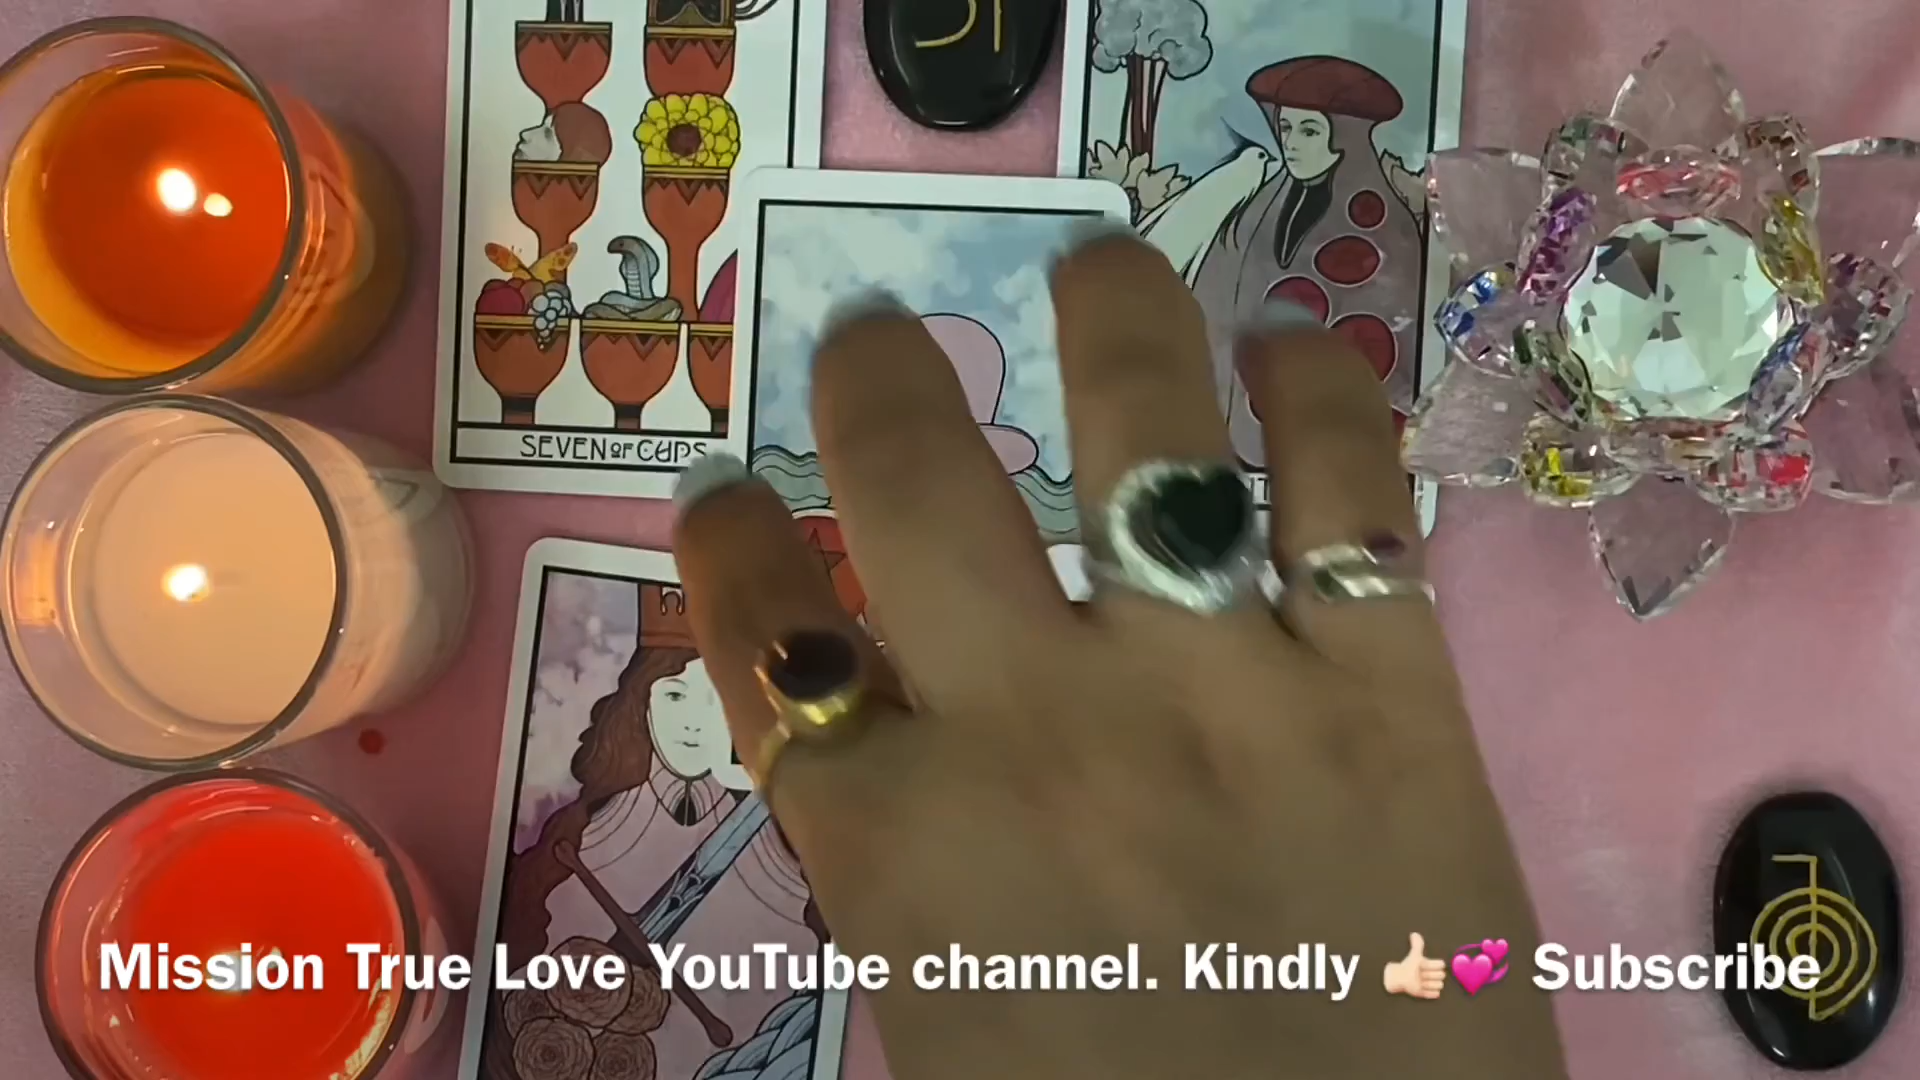 SEVEN OF CUPS
Mission True Love YouTube channel. Kindly 👍🏻💞 Subscribe